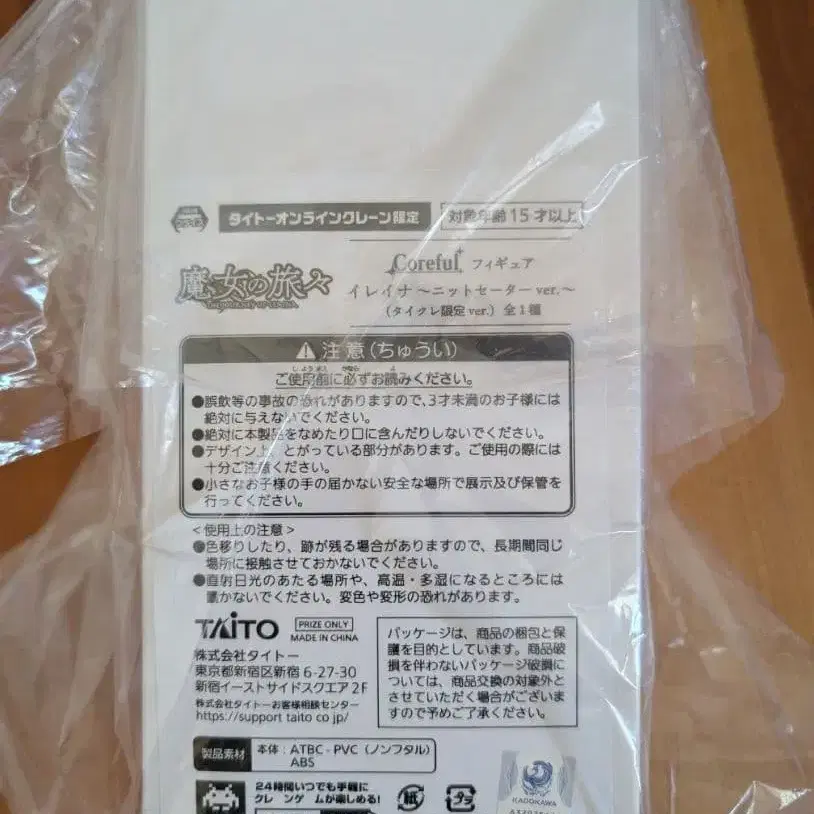 タイトーオンラインクレーン限定 対象年齢15才以上
魔女の旅々
Coreful フィギュア
イレイナ ～ニットセーターver.～
(タイクレ限定ver.) 全1種
注意(ちゅうい)
ご使用前に必ずお読みください。
●誤飲等の事故の恐れがありますので、3才未満のお子様には
絶対に与えないでください。
●絶対に本製品をなめたり口に含んだりしないでください。
●デザイン上、とがっている部分があります。ご使用の際には
十分ご注意ください。
●小さなお子様の手の届かない安全な場所で展示及び保管を
行ってください。
<使用上の注意>
●色移りしたり、跡が残る場合がありますので、長期間同じ
場所に接触させておかないでください。
●直射日光のあたる場所や、高温・多湿になるところには
置かないでください。変色や変形の恐れがあります。
TAITO PRIZE ONLY
MADE IN CHINA
株式会社タイトー
東京都新宿区新宿 6-27-30
新宿イーストサイドスクエア 2F
株式会社タイトーお客様相談センター
https://support.taito.co.jp/
パッケージは、商品の梱包と保
護を目的としています。商品破
損を伴わないパッケージ破損に
ついては、商品交換の対象外と
させていただく場合がございま
すので予めご了承ください。
製品素材 本体：ATBC-PVC (ノンフタル)
ABS
24時間いつでも手軽に
クレーンゲームが楽しめる!
紙 プラ
KADOKAWA